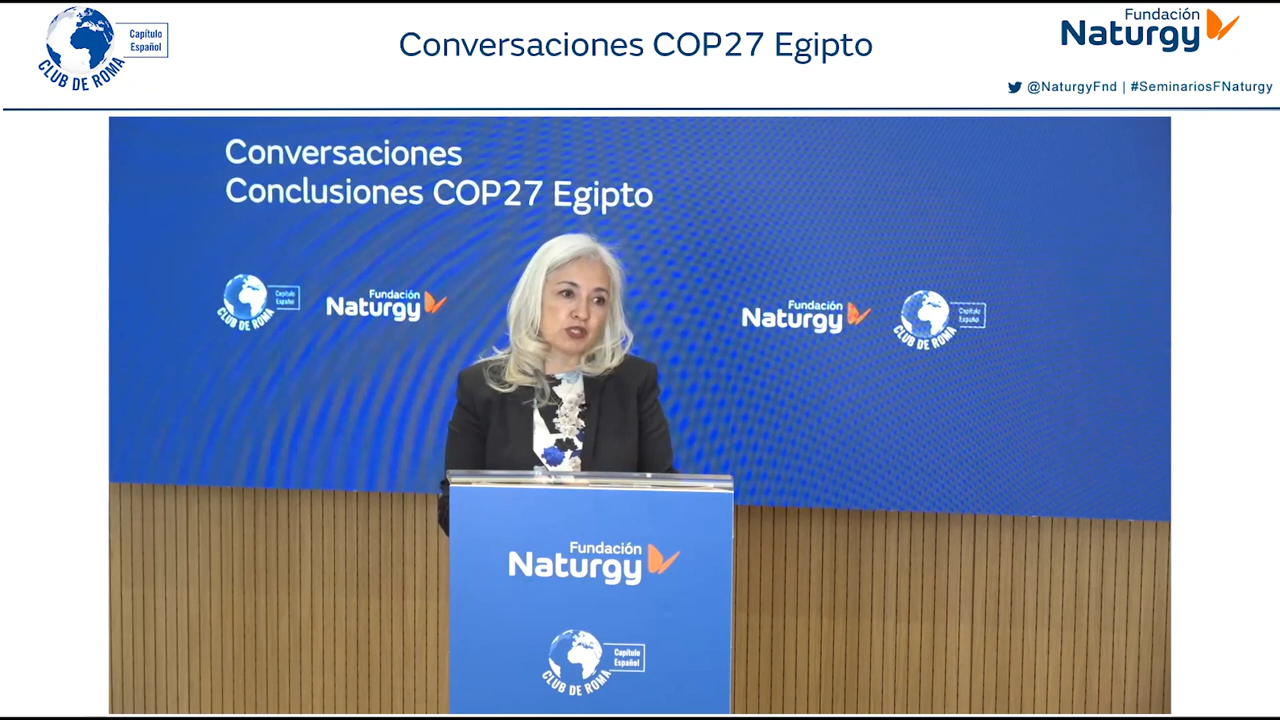 CLUB DE ROMA
Capítulo
Español
Conversaciones COP27 Egipto
Fundación
Naturgy
@NaturgyFnd | #SeminariosFNaturgy
Conversaciones
Conclusiones COP27 Egipto
CLUB DE ROMA
Capítulo
Español
Fundación
Naturgy
Fundación
Naturgy
CLUB DE ROMA
Capítulo
Español
Fundación
Naturgy
CLUB DE ROMA
Capítulo
Español